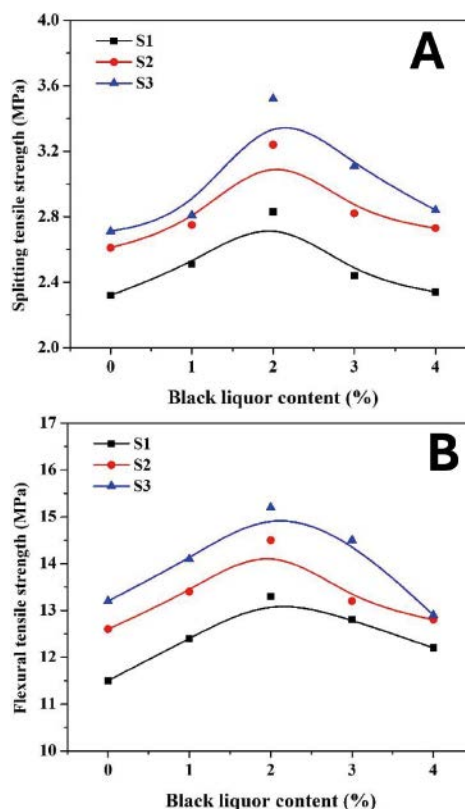 A
S1
S2
S3
Splitting tensile strength (MPa)
4.0
3.6
3.2
2.8
2.4
2.0
0 1 2 3 4
Black liquor content (%)
B
S1
S2
S3
Flexural tensile strength (MPa)
17
16
15
14
13
12
11
10
0 1 2 3 4
Black liquor content (%)